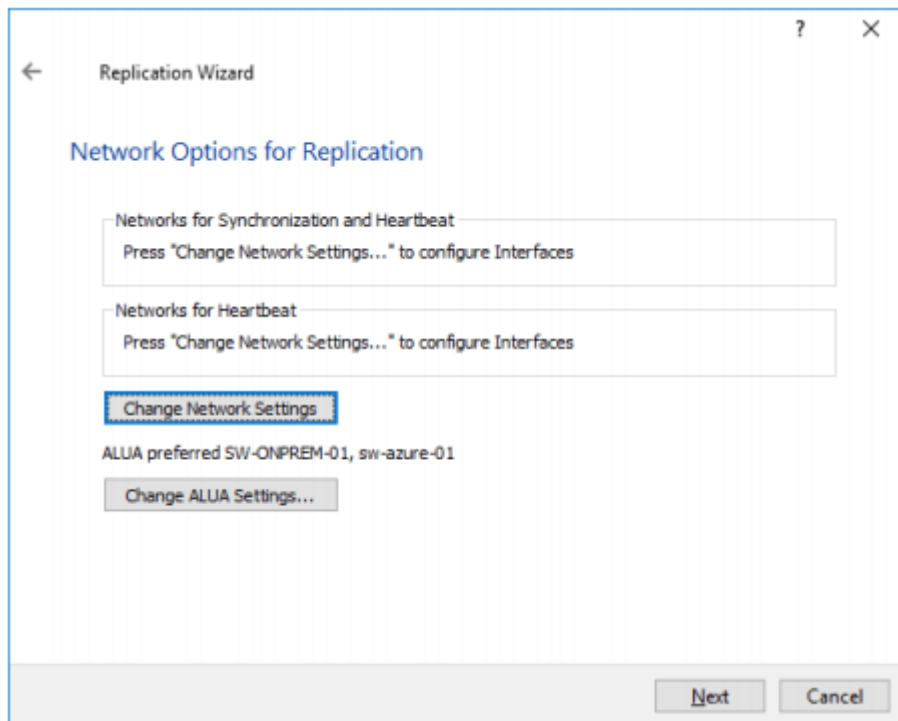 ?
Replication Wizard
Network Options for Replication
Networks for Synchronization and Heartbeat
Press "Change Network Settings..." to configure Interfaces
Networks for Heartbeat
Press "Change Network Settings..." to configure Interfaces
Change Network Settings
ALUA preferred SW-ONPREM-01, sw-azure-01
Change ALUA Settings...
Next Cancel